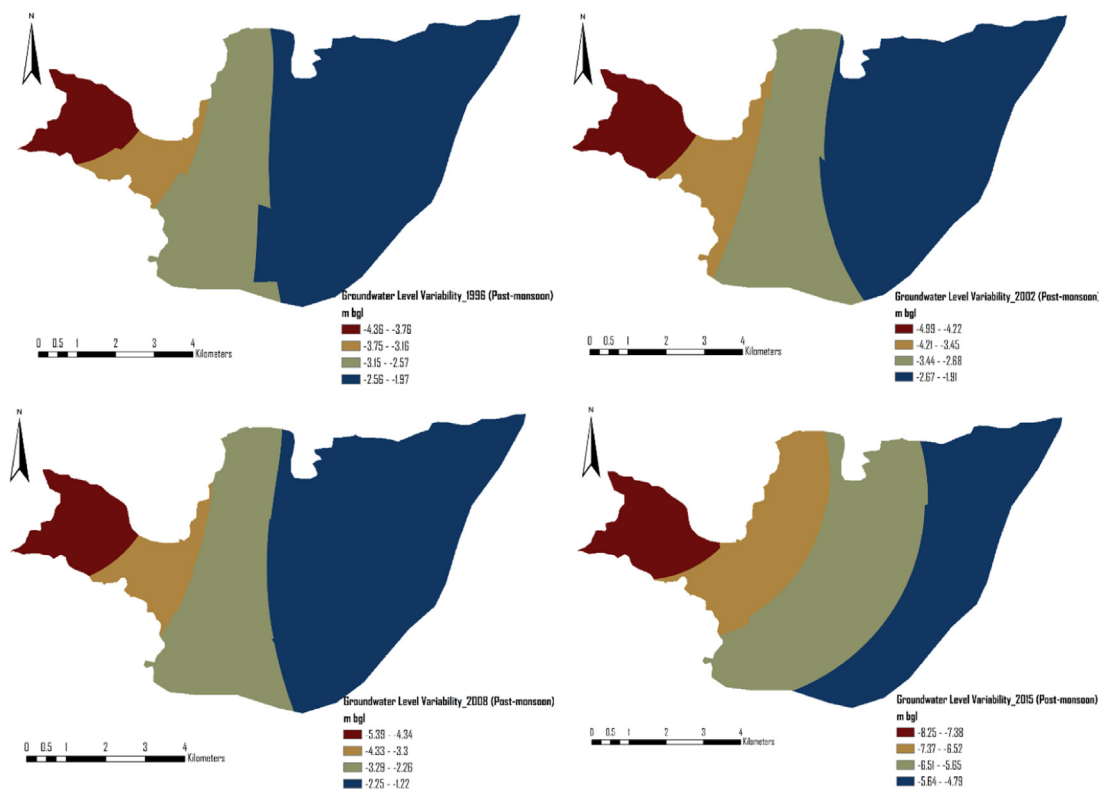 N
Groundwater Level Variability_1996 (Post-monsoon)
m bgl
-4.36 - -3.76
-3.75 - -3.16
-3.15 - -2.57
-2.56 - -1.97
0 0.5 1 2 3 4
Kilometers
N
Groundwater Level Variability_2002 (Post-monsoon)
m bgl
-4.99 - -4.22
-4.21 - -3.45
-3.44 - -2.68
-2.67 - -1.91
0 0.5 1 2 3 4
Kilometers
N
Groundwater Level Variability_2008 (Post-monsoon)
m bgl
-5.39 - -4.34
-4.33 - -3.3
-3.29 - -2.26
-2.25 - -1.22
0 0.5 1 2 3 4
Kilometers
N
Groundwater Level Variability_2015 (Post-monsoon)
m bgl
-8.25 - -7.38
-7.37 - -6.52
-6.51 - -5.65
-5.64 - -4.79
0 0.5 1 2 3 4
Kilometers